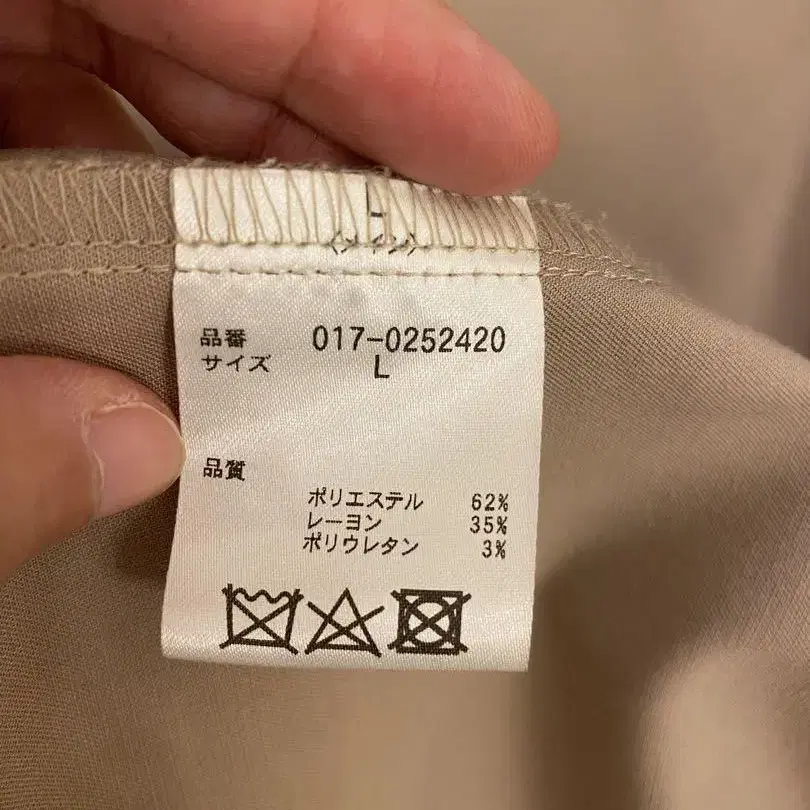 品番 017-0252420
サイズ L
品質
ポリエステル 62%
レーヨン 35%
ポリウレタン 3%